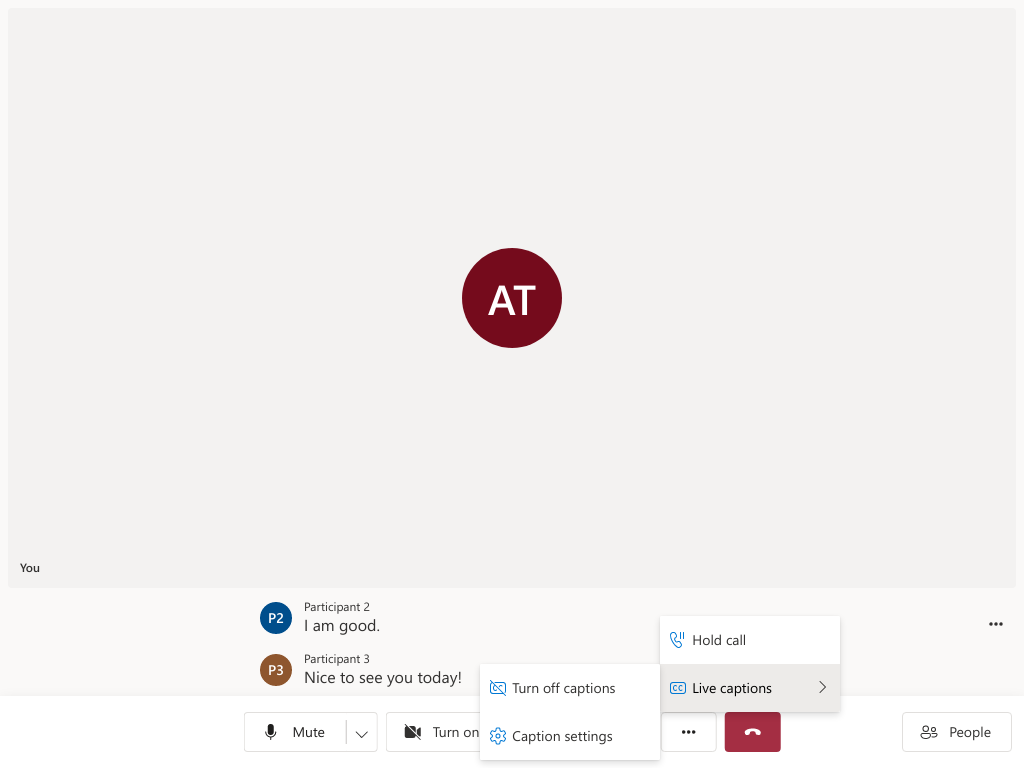 AT
You
P2
Participant 2
I am good.
P3
Participant 3
Nice to see you today!
Hold call
Live captions
Turn off captions
Caption settings
Mute
Turn on
People